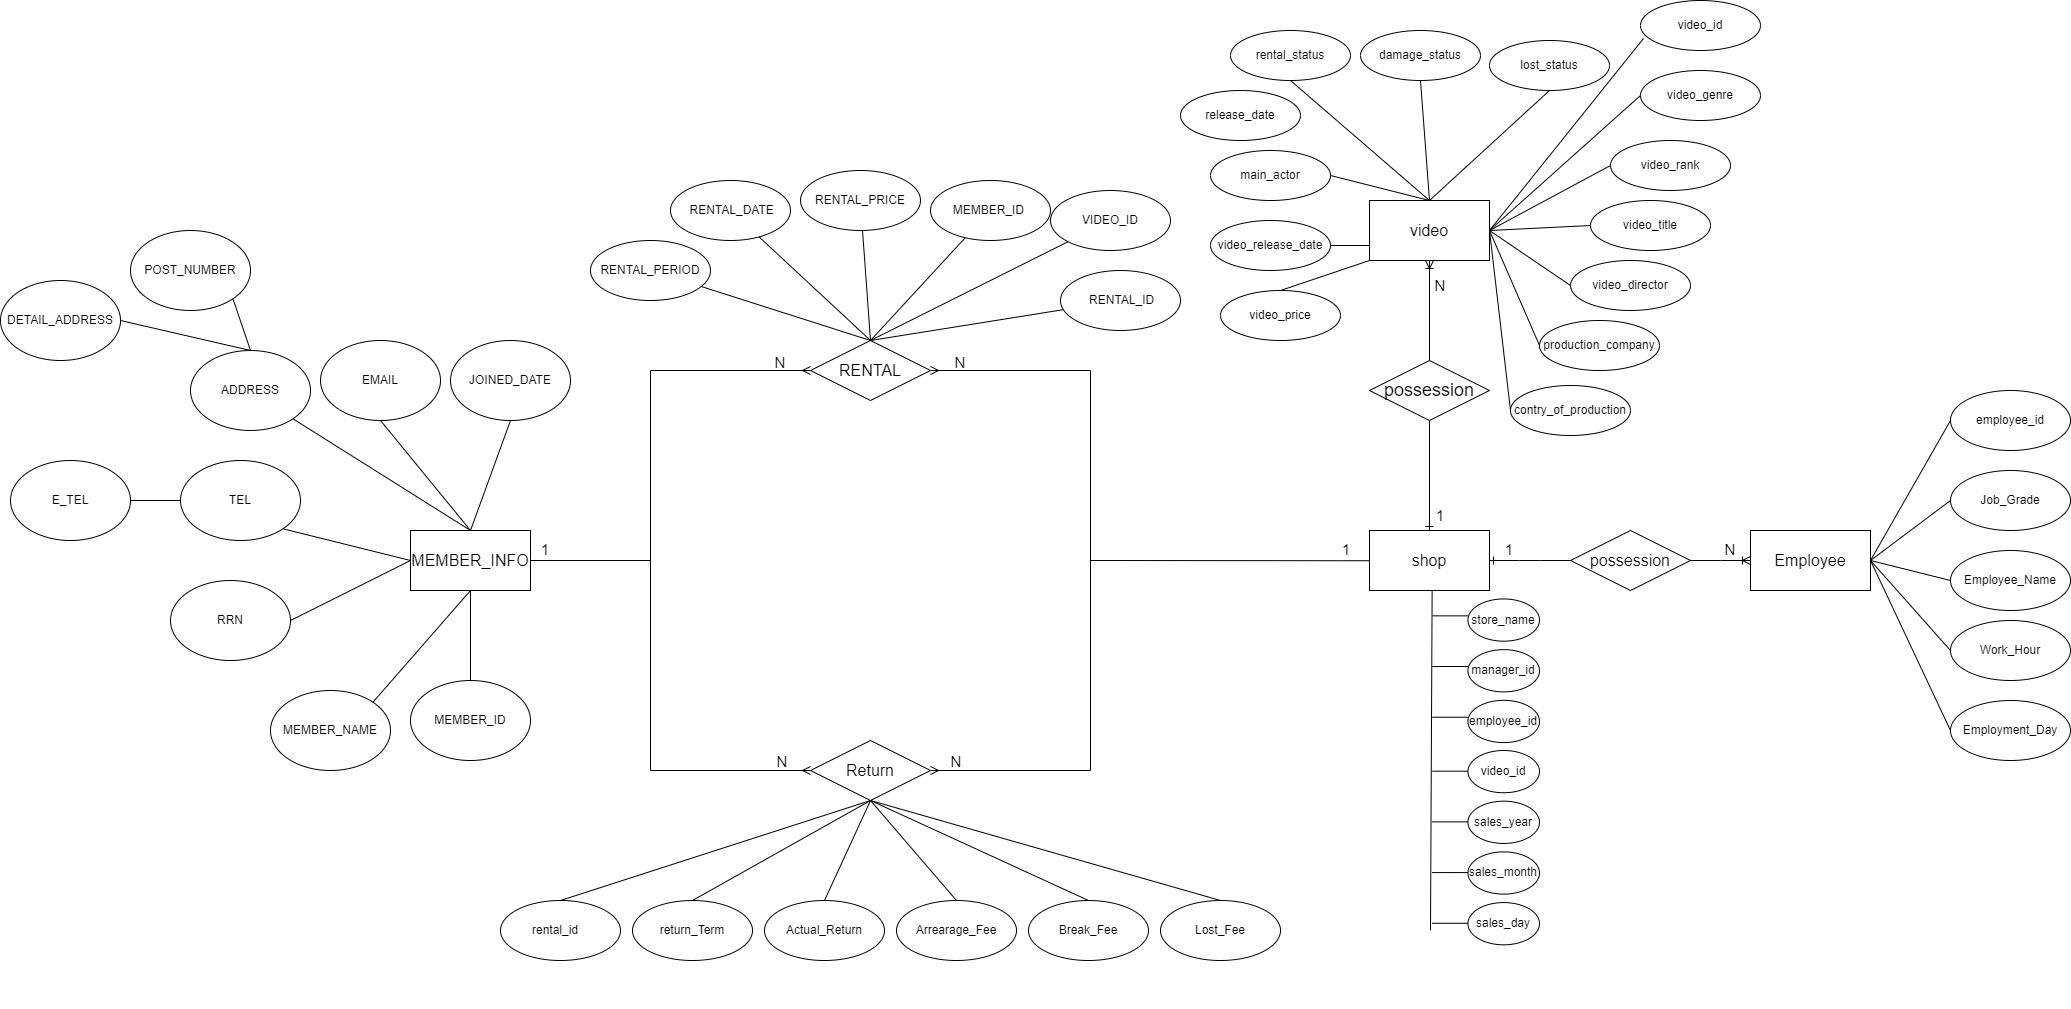 video_id
rental_status
damage_status
lost_status
video_genre
release_date
video_rank
main_actor
RENTAL_DATE
RENTAL_PRICE
MEMBER_ID
VIDEO_ID
video_title
video
video_release_date
POST_NUMBER
RENTAL_PERIOD
video_director
N
RENTAL_ID
video_price
DETAIL_ADDRESS
production_company
N
RENTAL
N
ADDRESS
EMAIL
JOINED_DATE
possession
contry_of_production
employee_id
E_TEL
TEL
Job_Grade
1
MEMBER_INFO
1
1
shop
1
possession
N
Employee
Employee_Name
RRN
store_name
Work_Hour
manager_id
MEMBER_NAME
MEMBER_ID
employee_id
Employment_Day
N
Return
N
video_id
sales_year
sales_month
sales_day
rental_id
return_Term
Actual_Return
Arrearage_Fee
Break_Fee
Lost_Fee